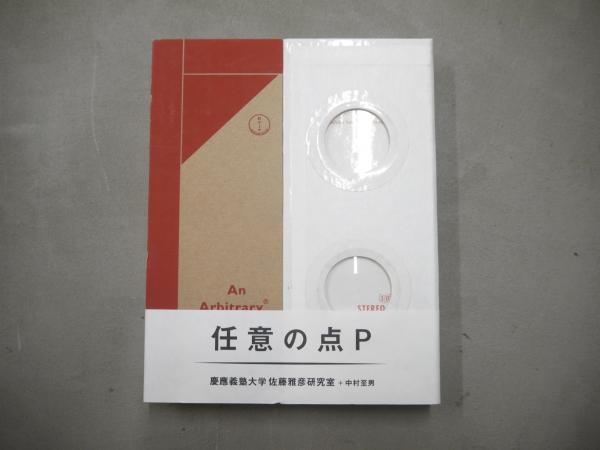 An
Arbitrary®
3D
STEREO
任意の点P
慶應義塾大学佐藤雅彦研究室 + 中村至男